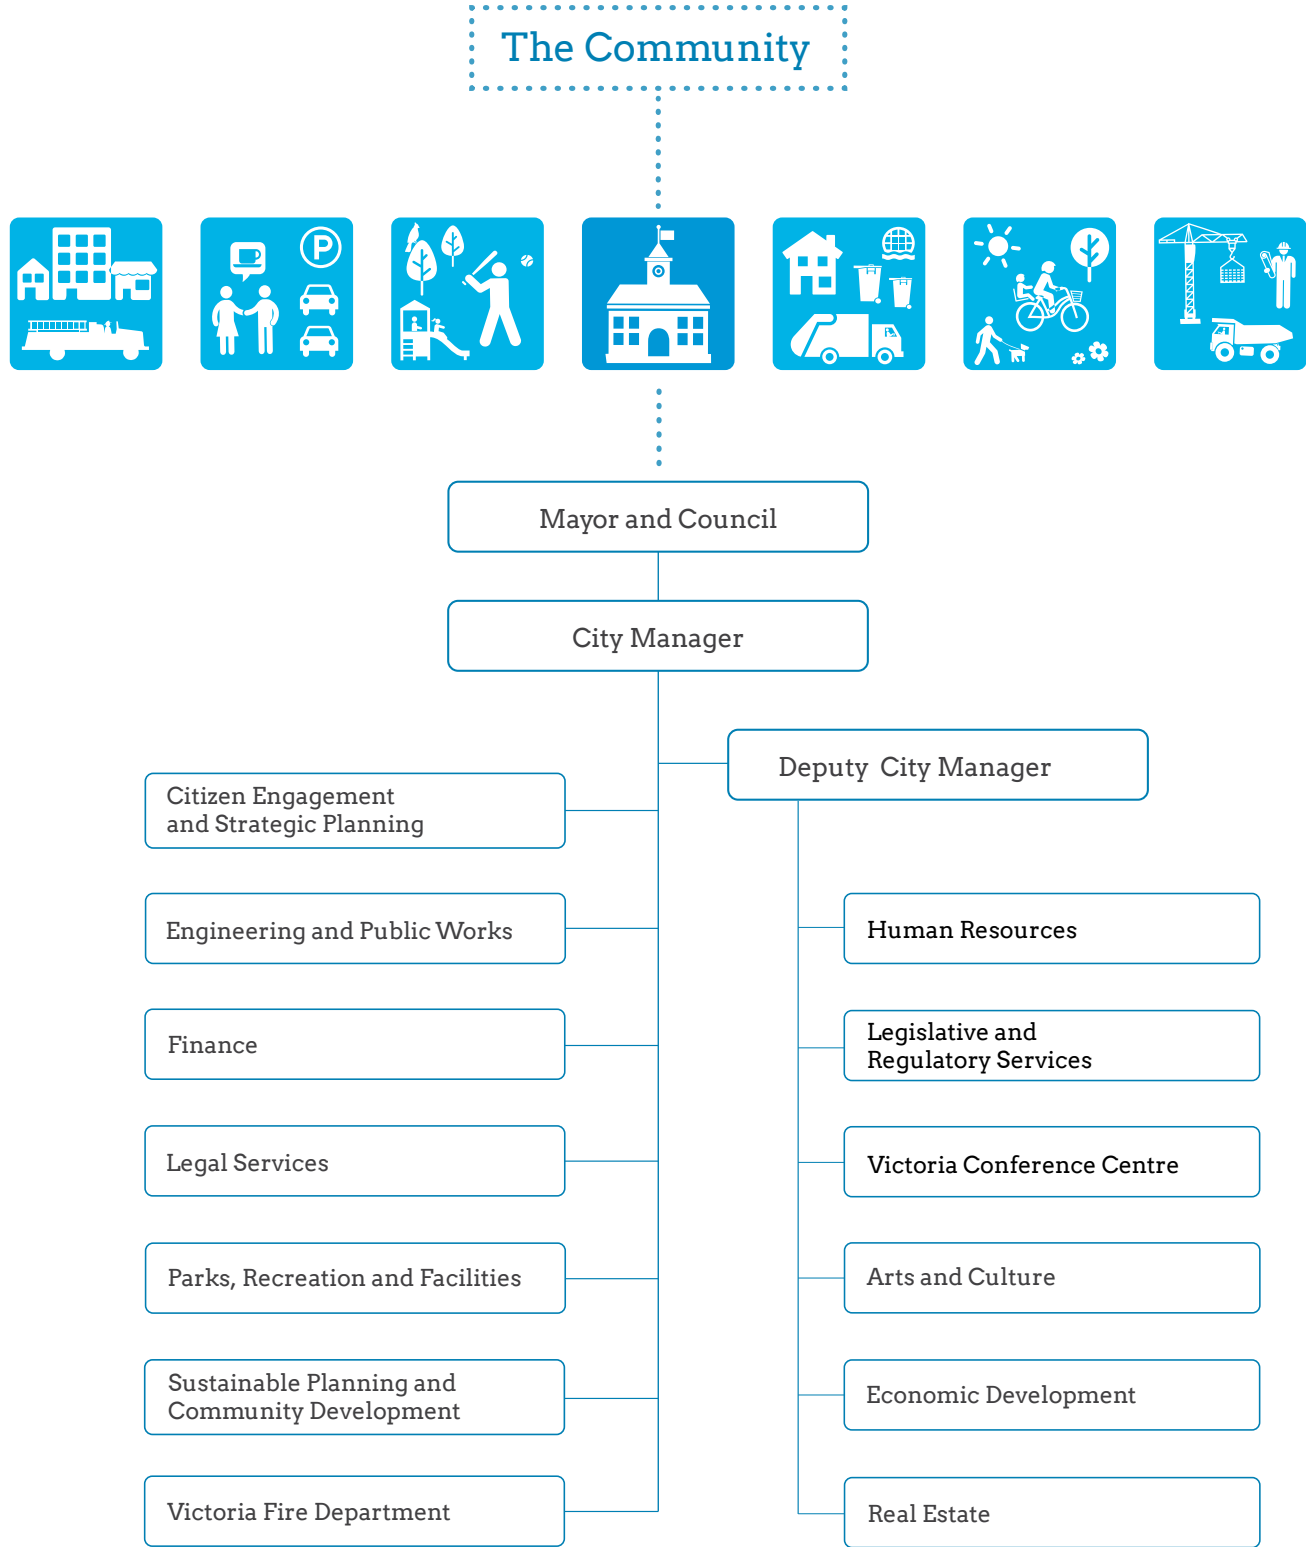 The Community
P
Mayor and Council
City Manager
Deputy City Manager
Citizen Engagement
and Strategic Planning
Engineering and Public Works
Finance
Legal Services
Parks, Recreation and Facilities
Sustainable Planning and
Community Development
Victoria Fire Department
Human Resources
Legislative and
Regulatory Services
Victoria Conference Centre
Arts and Culture
Economic Development
Real Estate